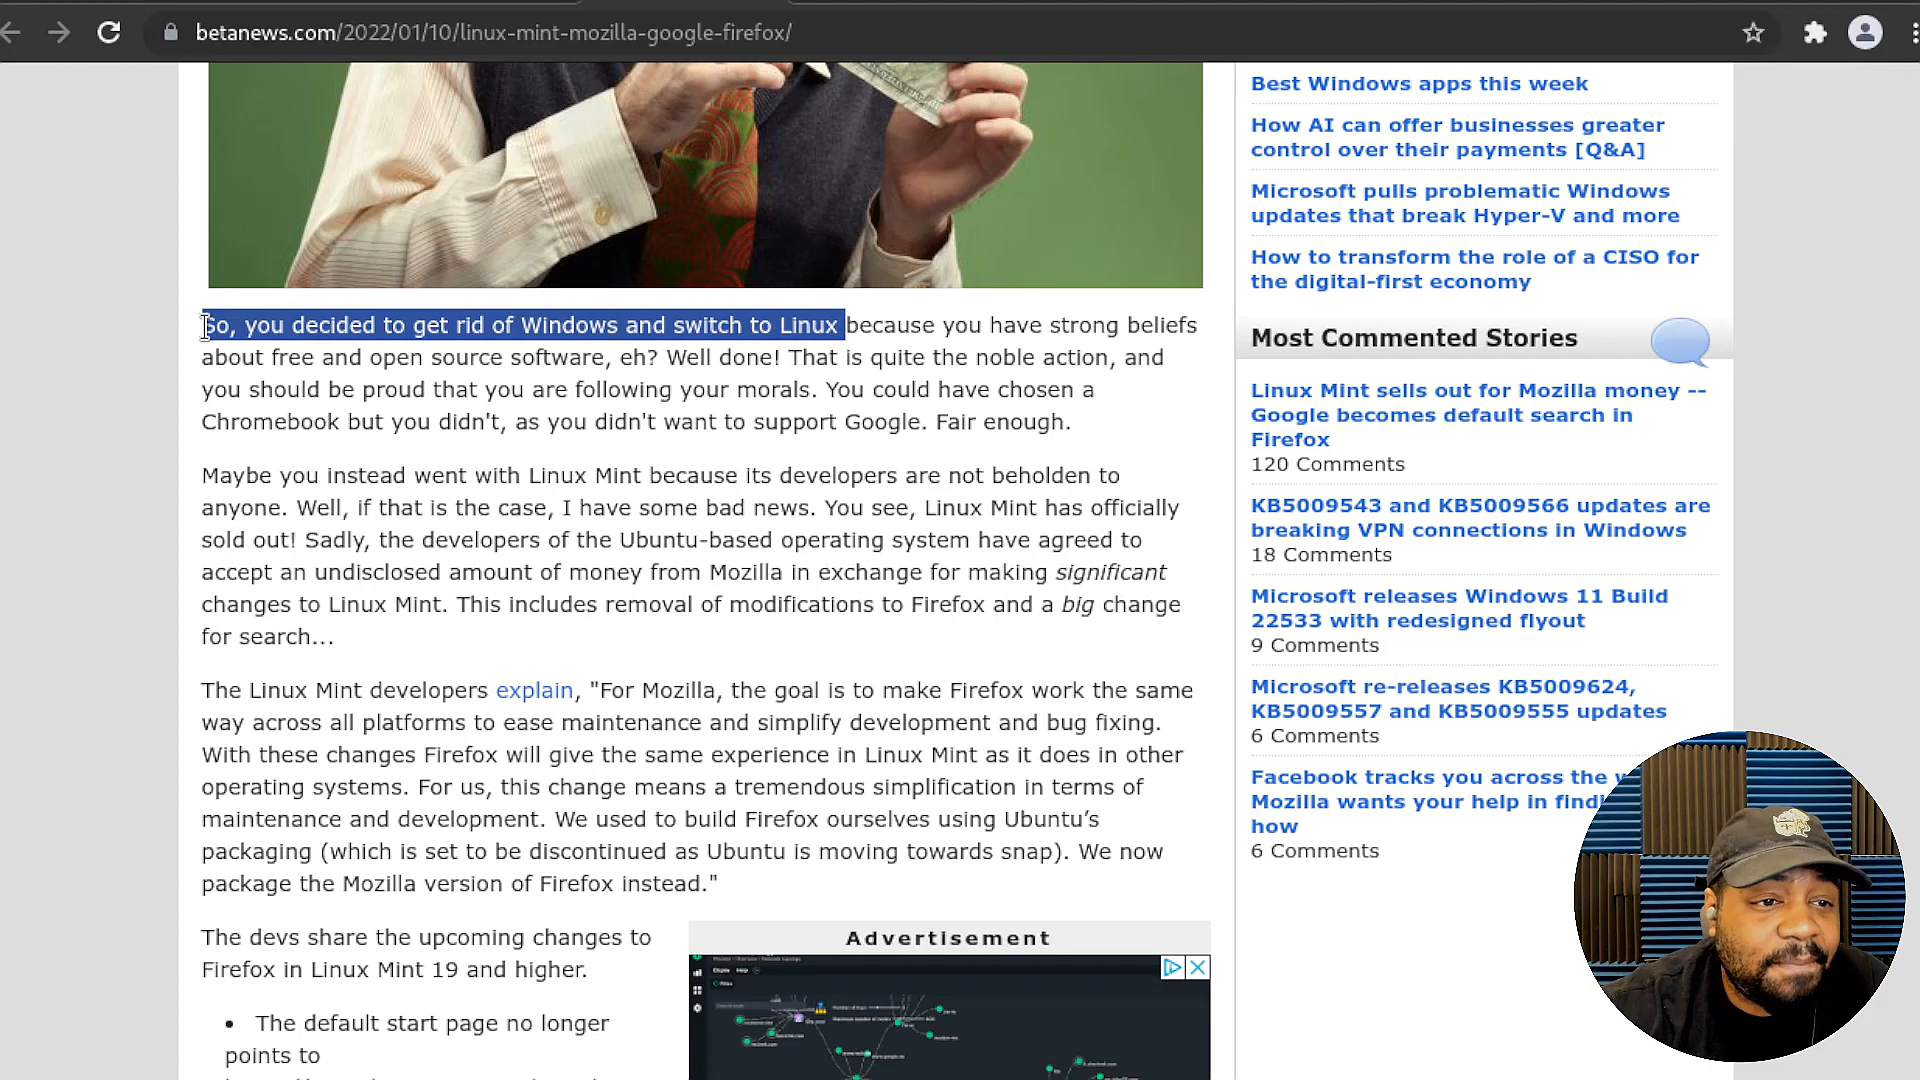 betanews.com/2022/01/10/linux-mint-mozilla-google-firefox/
So, you decided to get rid of Windows and switch to Linux because you have strong beliefs
about free and open source software, eh? Well done! That is quite the noble action, and
you should be proud that you are following your morals. You could have chosen a
Chromebook but you didn't, as you didn't want to support Google. Fair enough.
Maybe you instead went with Linux Mint because its developers are not beholden to
anyone. Well, if that is the case, I have some bad news. You see, Linux Mint has officially
sold out! Sadly, the developers of the Ubuntu-based operating system have agreed to
accept an undisclosed amount of money from Mozilla in exchange for making significant
changes to Linux Mint. This includes removal of modifications to Firefox and a big change
for search...
The Linux Mint developers explain, "For Mozilla, the goal is to make Firefox work the same
way across all platforms to ease maintenance and simplify development and bug fixing.
With these changes Firefox will give the same experience in Linux Mint as it does in other
operating systems. For us, this change means a tremendous simplification in terms of
maintenance and development. We used to build Firefox ourselves using Ubuntu’s
packaging (which is set to be discontinued as Ubuntu is moving towards snap). We now
package the Mozilla version of Firefox instead."
The devs share the upcoming changes to
Firefox in Linux Mint 19 and higher.
• The default start page no longer
points to
Advertisement
Best Windows apps this week
How AI can offer businesses greater
control over their payments [Q&A]
Microsoft pulls problematic Windows
updates that break Hyper-V and more
How to transform the role of a CISO for
the digital-first economy
Most Commented Stories
Linux Mint sells out for Mozilla money --
Google becomes default search in
Firefox
120 Comments
KB5009543 and KB5009566 updates are
breaking VPN connections in Windows
18 Comments
Microsoft releases Windows 11 Build
22533 with redesigned flyout
9 Comments
Microsoft re-releases KB5009624,
KB5009557 and KB5009555 updates
6 Comments
Facebook tracks you across the
Mozilla wants your help in
how
6 Comments